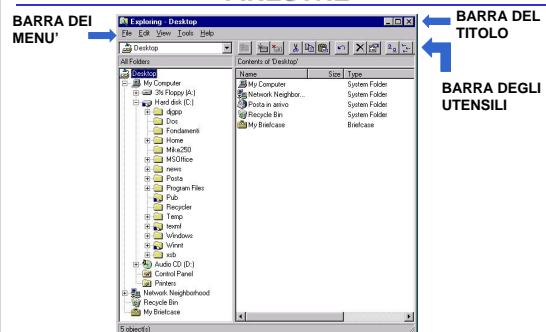 BARRA DEI
MENU'
BARRA DEL
TITOLO
BARRA DEGLI
UTENSILI
Exploring - Desktop
File Edit View Tools Help
Desktop
All Folders
Contents of 'Desktop'
Desktop
My Computer
3½ Floppy (A:)
Hard disk (C:)
djgpp
Dos
Fondamenti
Home
Mike250
MSOffice
news
Posta
Program Files
Pub
Recycler
Temp
texmf
Windows
Winnt
xsb
Audio CD (D:)
Control Panel
Printers
Network Neighborhood
Recycle Bin
My Briefcase
Name Size Type
My Computer System Folder
Network Neighbor... System Folder
Posta in arrivo System Folder
Recycle Bin System Folder
My Briefcase Briefcase
5 object(s)